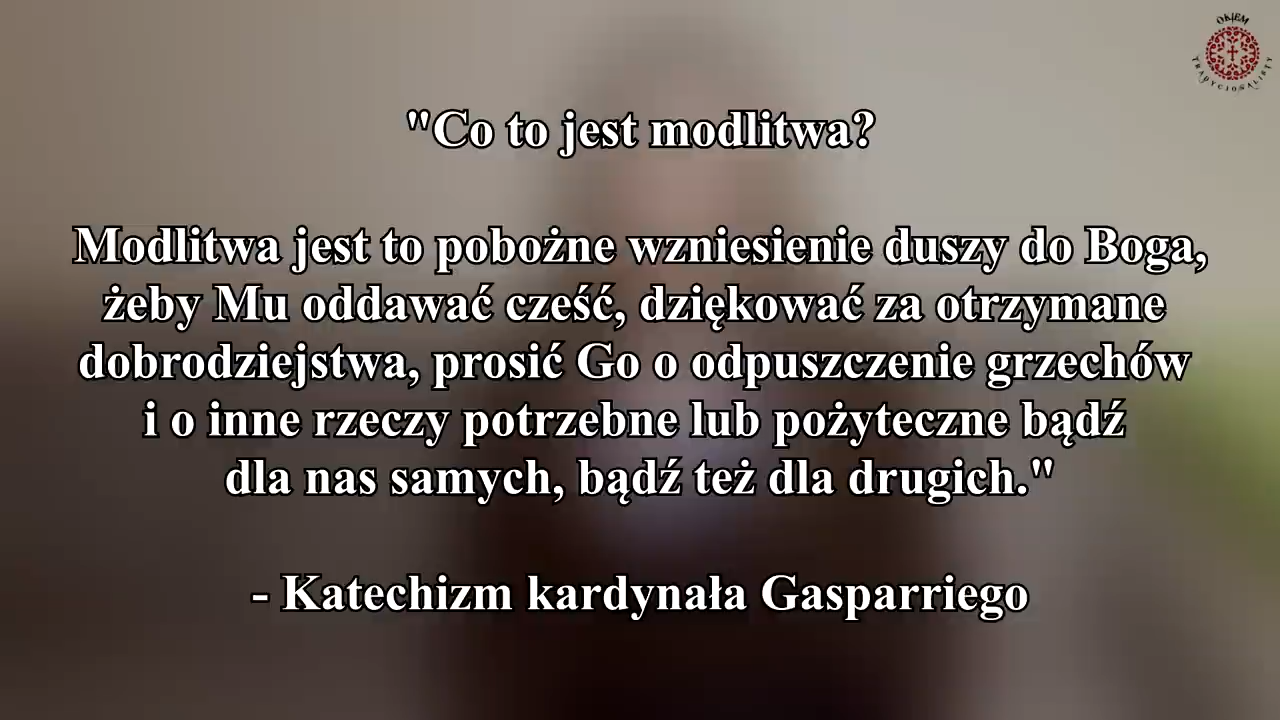 OKIEM
TRADYCJONALISTY
"Co to jest modlitwa?
Modlitwa jest to pobożne wzniesienie duszy do Boga,
żeby Mu oddawać cześć, dziękować za otrzymane
dobrodziejstwa, prosić Go o odpuszczenie grzechów
i o inne rzeczy potrzebne lub pożyteczne bądź
dla nas samych, bądź też dla drugich."
- Katechizm kardynała Gasparriego